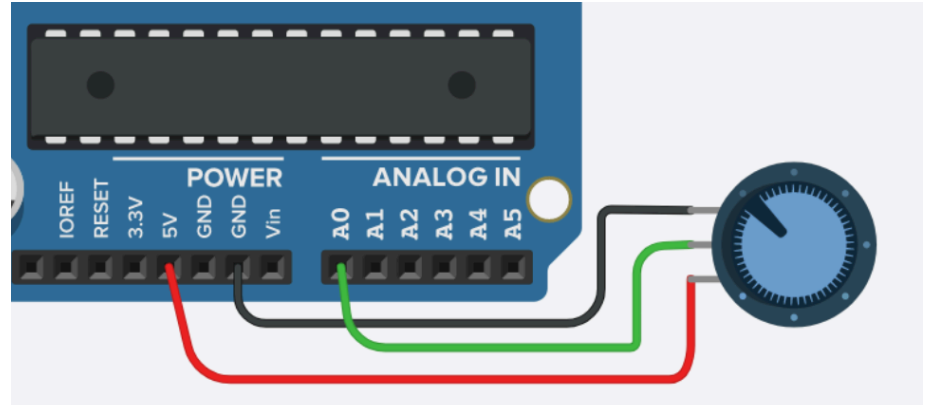 POWER
ANALOG IN
IOREF
RESET
3.3V
5V
GND
GND
Vin
A0
A1
A2
A3
A4
A5